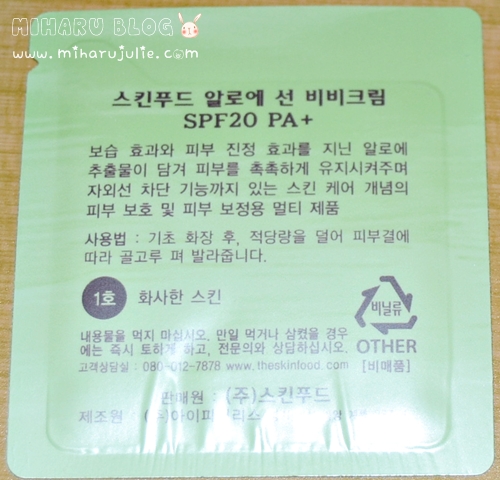 MIHARU BLOG
www.miharujulie.com
스킨푸드 알로에 선 비비크림
SPF20 PA+
보습 효과와 피부 진정 효과를 지닌 알로에
추출물이 담겨 피부를 촉촉하게 유지시켜주며
자외선 차단 기능까지 있는 스킨 케어 개념의
피부 보호 및 피부 보정용 멀티 제품
사용법 : 기초 화장 후, 적당량을 덜어 피부결에
따라 골고루 펴 발라줍니다.
1호 화사한 스킨
비닐류
OTHER
[비매품]
내용물을 먹지 마십시오. 만일 먹거나 삼켰을 경우
에는 즉시 토하게 하고, 전문의와 상담하십시오.
고객상담실 : 080-012-7878 www.theskinfood.com
판매원 : (주)스킨푸드
제조원